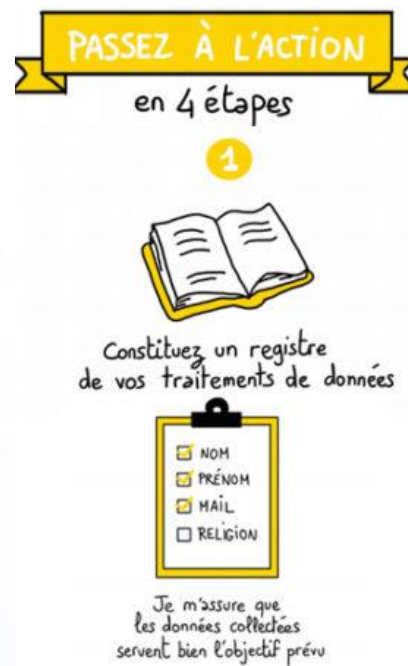 PASSEZ À L'ACTION
en 4 étapes
1
Constituez un registre
de vos traitements de données
NOM
PRÉNOM
MAIL
RELIGION
Je m'assure que
les données collectées
servent bien l'objectif prévu